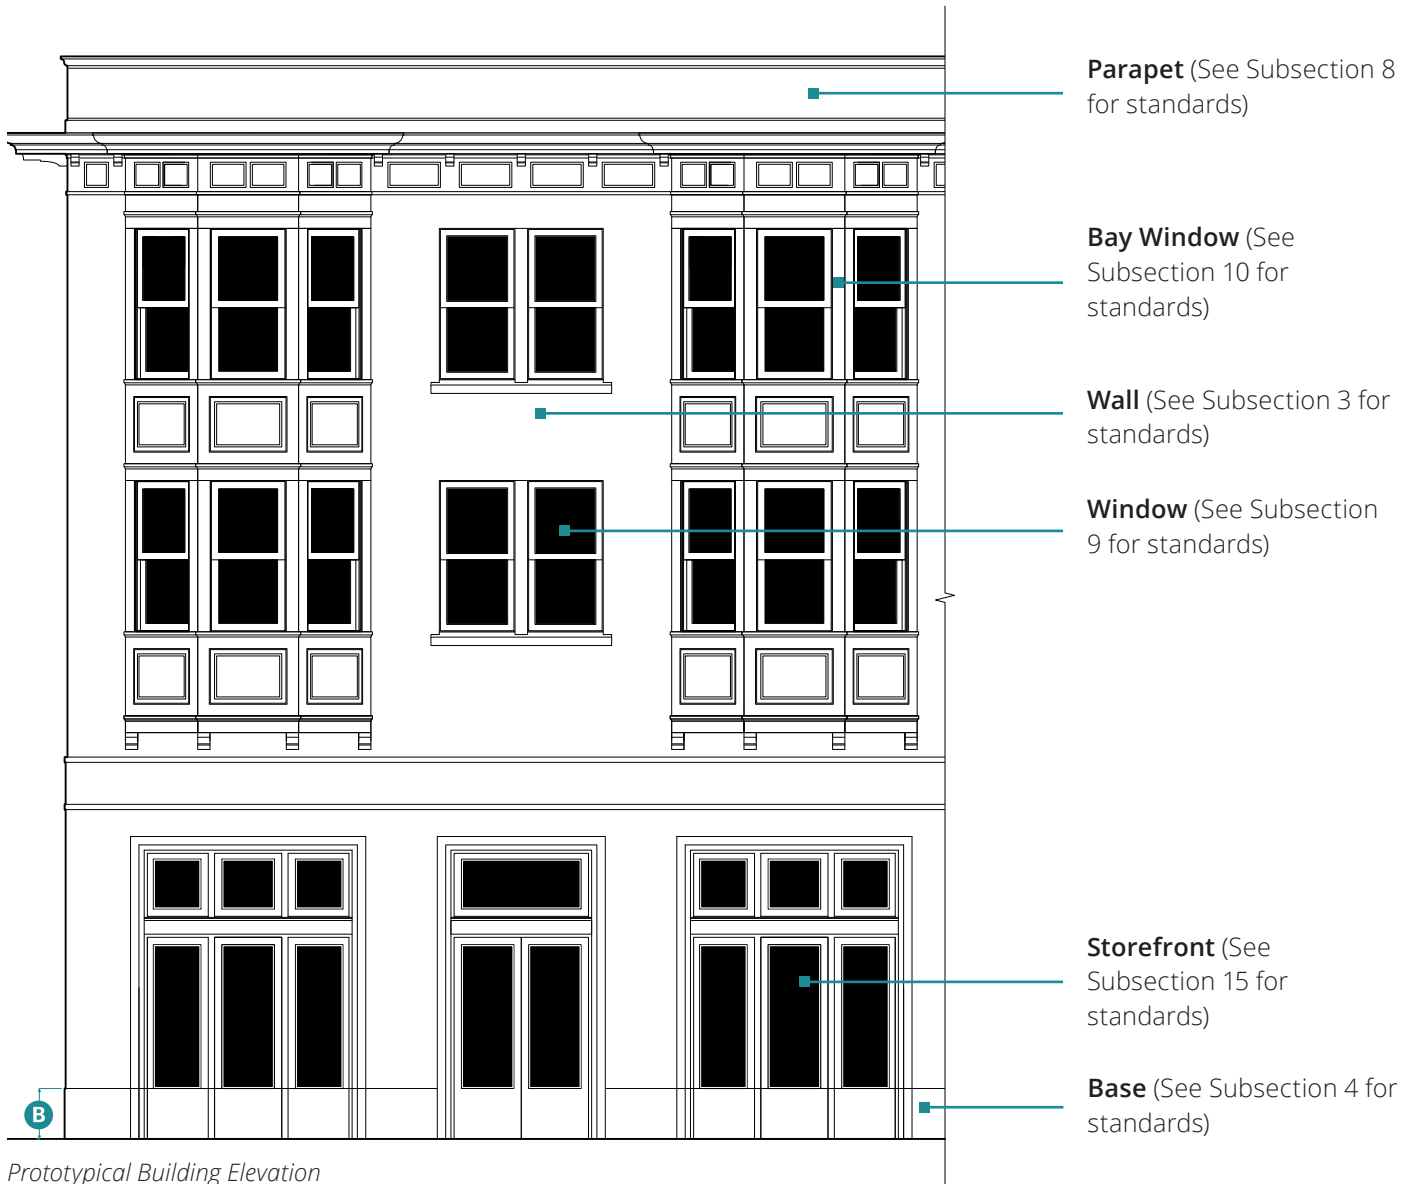 Parapet (See Subsection 8
for standards)
Bay Window (See
Subsection 10 for
standards)
Wall (See Subsection 3 for
standards)
Window (See Subsection
9 for standards)
Storefront (See
Subsection 15 for
standards)
Base (See Subsection 4 for
standards)
B
Prototypical Building Elevation